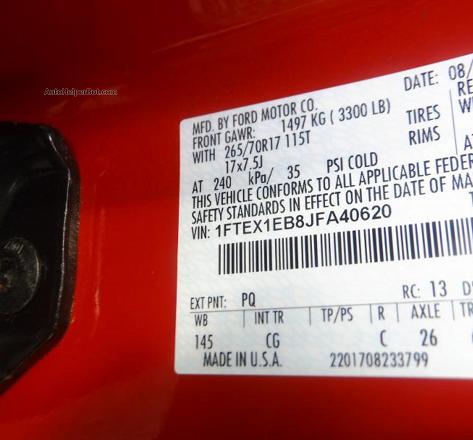 AutoHelperBot.com
MFD. BY FORD MOTOR CO.
DATE: 08/
FRONT GAWR: 1497 KG ( 3300 LB)
WITH 265/70R17 115T TIRES
17x7.5J RIMS
AT 240 kPa/ 35 PSI COLD
THIS VEHICLE CONFORMS TO ALL APPLICABLE FEDER
SAFETY STANDARDS IN EFFECT ON THE DATE OF MA
VIN: 1FTEX1EB8JFA40620
EXT PNT: PQ RC: 13
WB INT TR TP/PS R AXLE TR
145 CG C 26
MADE IN U.S.A. 2201708233799